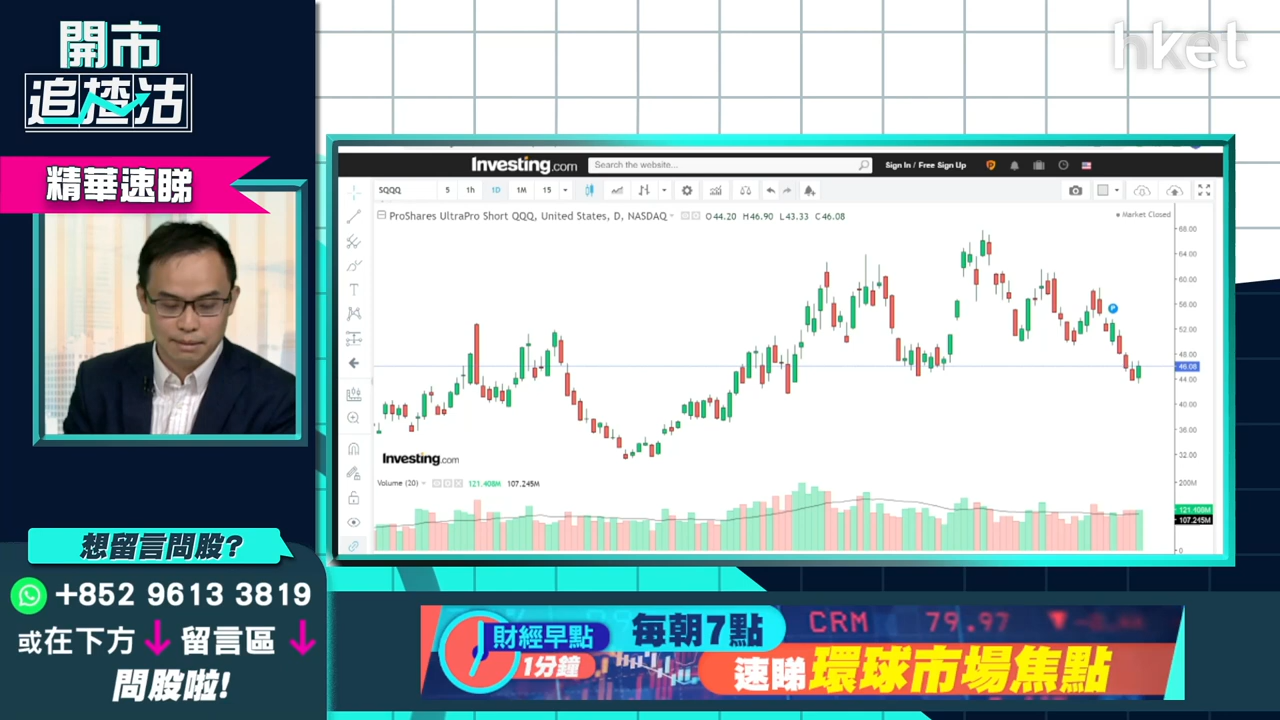 開市
追揸沽
hket
精華速睇
Investing.com
Search the website...
Sign In / Free Sign Up
SQQQ
5
1h
1D
1M
15
ProShares UltraPro Short QQQ, United States, D, NASDAQ
O44.20 H46.90 L43.33 C46.08
Market Closed
68.00
64.00
60.00
56.00
52.00
48.00
46.08
44.00
40.00
36.00
32.00
P
Investing.com
Volume (20)
121.408M
107.245M
200M
121.408M
107.245M
0
想留言問股?
+852 9613 3819
或在下方 留言區
問股啦!
財經早點
1分鐘
每朝7點
速睇環球市場焦點
CRM 79.97